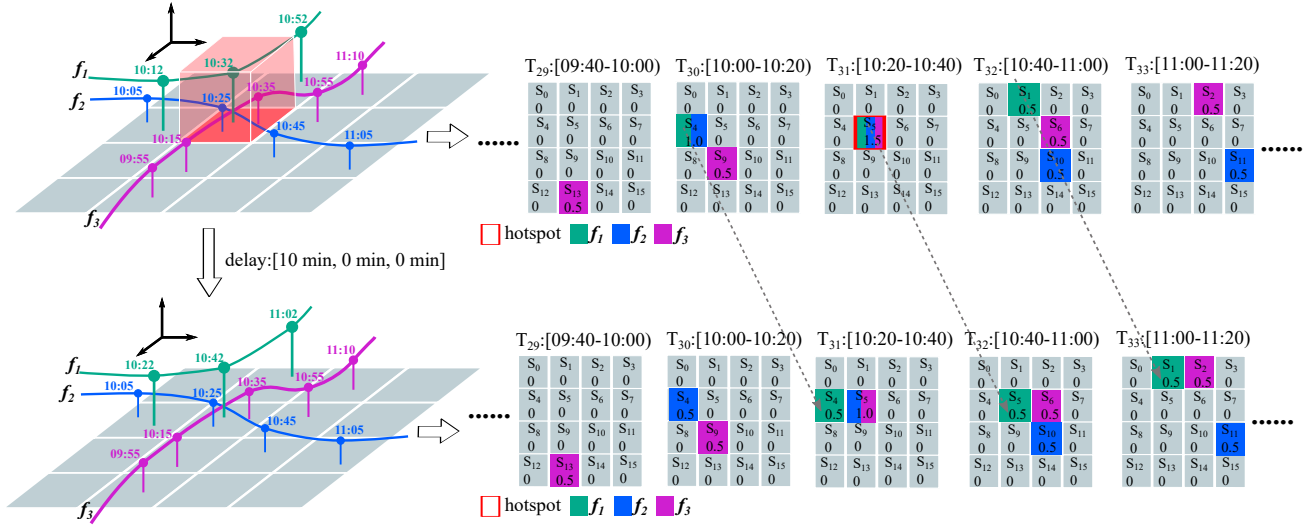 10:52
10:12
10:32
11:10
f1
10:05
10:35
10:55
f2
10:25
10:15
10:45
11:05
09:55
f3
T29:[09:40-10:00) T30:[10:00-10:20) T31:[10:20-10:40) T32:[10:40-11:00) T33:[11:00-11:20)
S0 S1 S2 S3 S0 S1 S2 S3 S0 S1 S2 S3 S0 S1 S2 S3 S0 S1 S2 S3
0 0 0 0 0 0 0 0 0 0 0 0 0 0.5 0 0 0 0 0.5 0
S4 S5 S6 S7 S4 S5 S6 S7 S4 S5 S6 S7 S4 S5 S6 S7 S4 S5 S6 S7
0 0 0 0 1.0 0 0 0 0 1.5 0 0 0 0 0.5 0 0 0 0 0
S8 S9 S10 S11 S8 S9 S10 S11 S8 S9 S10 S11 S8 S9 S10 S11 S8 S9 S10 S11
0 0 0 0 0 0.5 0 0 0 0 0 0 0 0 0.5 0 0 0 0 0.5
S12 S13 S14 S15 S12 S13 S14 S15 S12 S13 S14 S15 S12 S13 S14 S15 S12 S13 S14 S15
0 0.5 0 0 0 0 0 0 0 0 0 0 0 0 0 0 0 0 0 0
...... ......
hotspot f1 f2 f3
delay:[10 min, 0 min, 0 min]
11:02
10:22
10:42
11:10
f1
10:05
10:35
10:55
f2
10:25
10:15
10:45
11:05
09:55
f3
T29:[09:40-10:00) T30:[10:00-10:20) T31:[10:20-10:40) T32:[10:40-11:00) T33:[11:00-11:20)
S0 S1 S2 S3 S0 S1 S2 S3 S0 S1 S2 S3 S0 S1 S2 S3 S0 S1 S2 S3
0 0 0 0 0 0 0 0 0 0 0 0 0 0 0 0 0 0.5 0.5 0
S4 S5 S6 S7 S4 S5 S6 S7 S4 S5 S6 S7 S4 S5 S6 S7 S4 S5 S6 S7
0 0 0 0 0.5 0 0 0 0.5 1.0 0 0 0 0.5 0.5 0 0 0 0 0
S8 S9 S10 S11 S8 S9 S10 S11 S8 S9 S10 S11 S8 S9 S10 S11 S8 S9 S10 S11
0 0 0 0 0 0.5 0 0 0 0 0 0 0 0 0.5 0 0 0 0 0.5
S12 S13 S14 S15 S12 S13 S14 S15 S12 S13 S14 S15 S12 S13 S14 S15 S12 S13 S14 S15
0 0.5 0 0 0 0 0 0 0 0 0 0 0 0 0 0 0 0 0 0
...... ......
hotspot f1 f2 f3